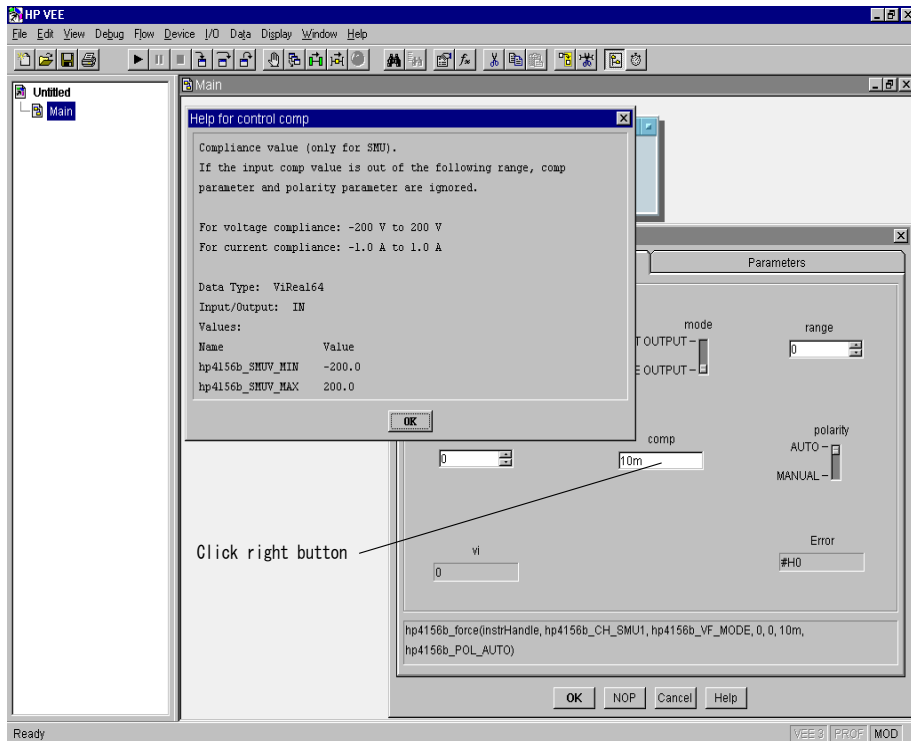 HP VEE
File Edit View Debug Flow Device I/O Data Display Window Help
Untitled
Main
Main
Help for control comp
Compliance value (only for SMU).
If the input comp value is out of the following range, comp
parameter and polarity parameter are ignored.
For voltage compliance: -200 V to 200 V
For current compliance: -1.0 A to 1.0 A
Data Type: ViReal64
Input/Output: IN
Values:
Name Value
hp4156b_SMUV_MIN -200.0
hp4156b_SMUV_MAX 200.0
OK
Parameters
mode
T OUTPUT
E OUTPUT
range
0
polarity
AUTO
MANUAL
comp
0
10m
Click right button
vi
0
Error
#H0
hp4156b_force(instrHandle, hp4156b_CH_SMU1, hp4156b_VF_MODE, 0, 0, 10m,
hp4156b_POL_AUTO)
OK NOP Cancel Help
Ready
VEE 3 PROF MOD